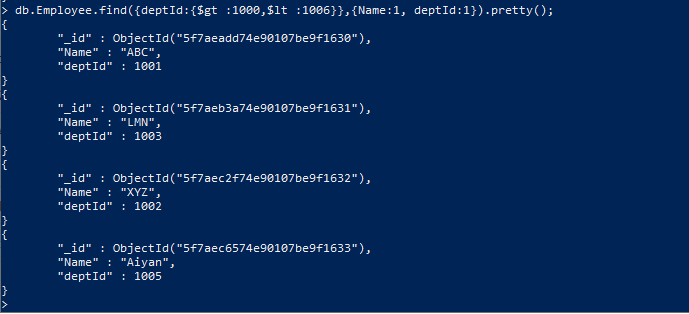 > db.Employee.find({deptId:{$gt :1000,$lt :1006}},{Name:1, deptId:1}).pretty();
{
        "_id" : ObjectId("5f7aeadd74e90107be9f1630"),
        "Name" : "ABC",
        "deptId" : 1001
}
{
        "_id" : ObjectId("5f7aeb3a74e90107be9f1631"),
        "Name" : "LMN",
        "deptId" : 1003
}
{
        "_id" : ObjectId("5f7aec2f74e90107be9f1632"),
        "Name" : "XYZ",
        "deptId" : 1002
}
{
        "_id" : ObjectId("5f7aec6574e90107be9f1633"),
        "Name" : "Aiyan",
        "deptId" : 1005
}
>